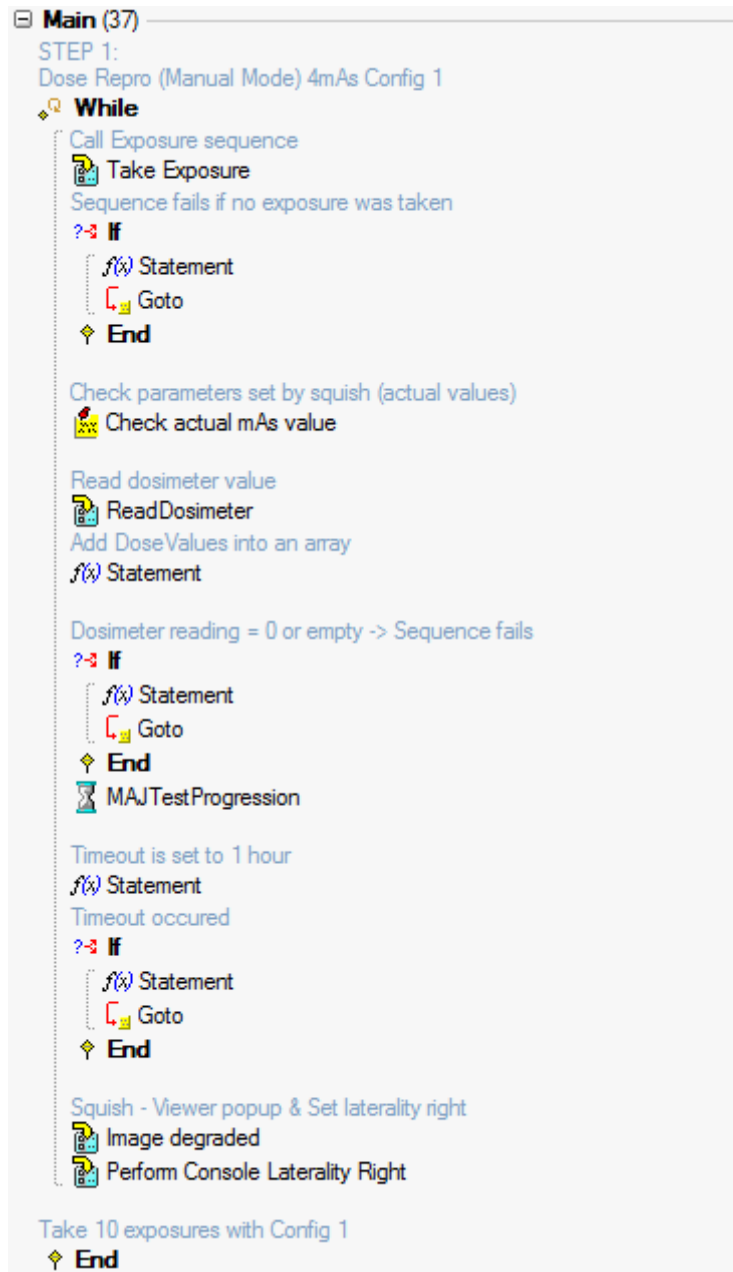 Main (37)
STEP 1:
Dose Repro (Manual Mode) 4mAs Config 1
While
Call Exposure sequence
Take Exposure
Sequence fails if no exposure was taken
If
f(x) Statement
Goto
End
Check parameters set by squish (actual values)
Check actual mAs value
Read dosimeter value
ReadDosimeter
Add DoseValues into an array
f(x) Statement
Dosimeter reading = 0 or empty -> Sequence fails
If
f(x) Statement
Goto
End
MAJTestProgression
Timeout is set to 1 hour
f(x) Statement
Timeout occured
If
f(x) Statement
Goto
End
Squish - Viewer popup & Set laterality right
Image degraded
Perform Console Laterality Right
Take 10 exposures with Config 1
End